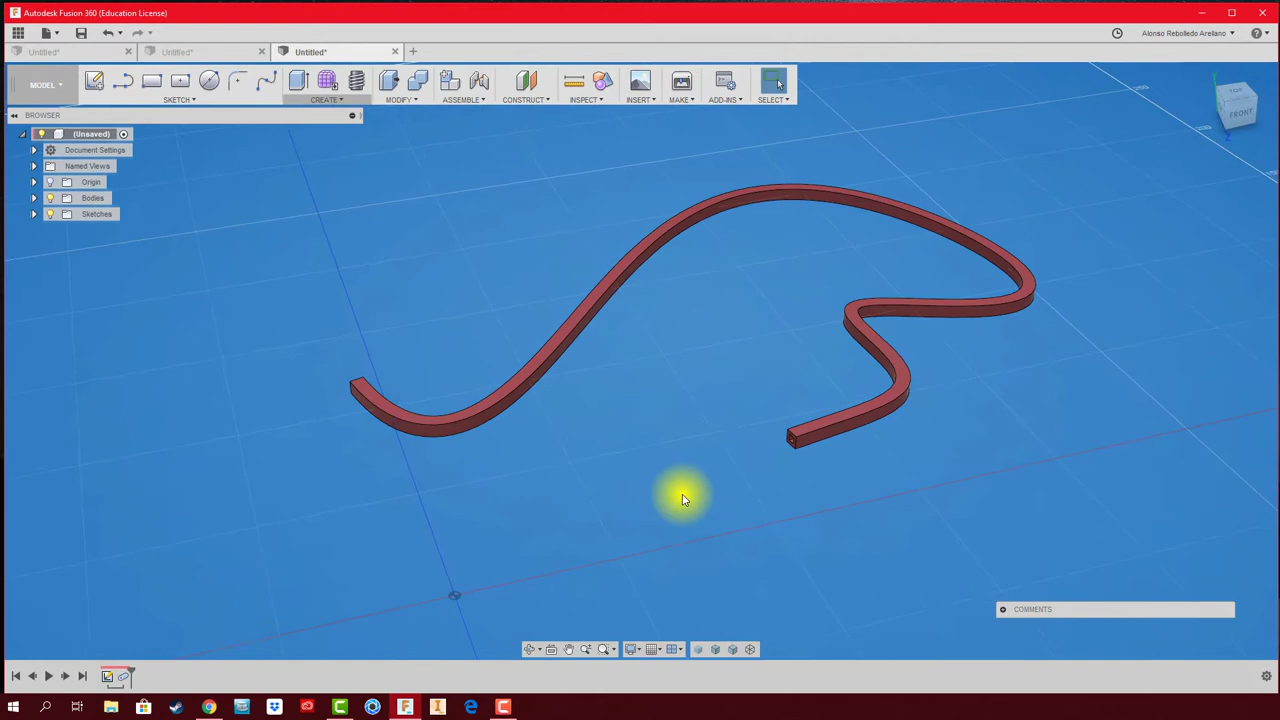 Autodesk Fusion 360 (Education License)
Alonso Rebolledo Arellano
Untitled*
Untitled*
Untitled*
MODEL
SKETCH
CREATE
MODIFY
ASSEMBLE
CONSTRUCT
INSPECT
INSERT
MAKE
ADD-INS
SELECT
BROWSER
(Unsaved)
Document Settings
Named Views
Origin
Bodies
Sketches
TOP
FRONT
COMMENTS